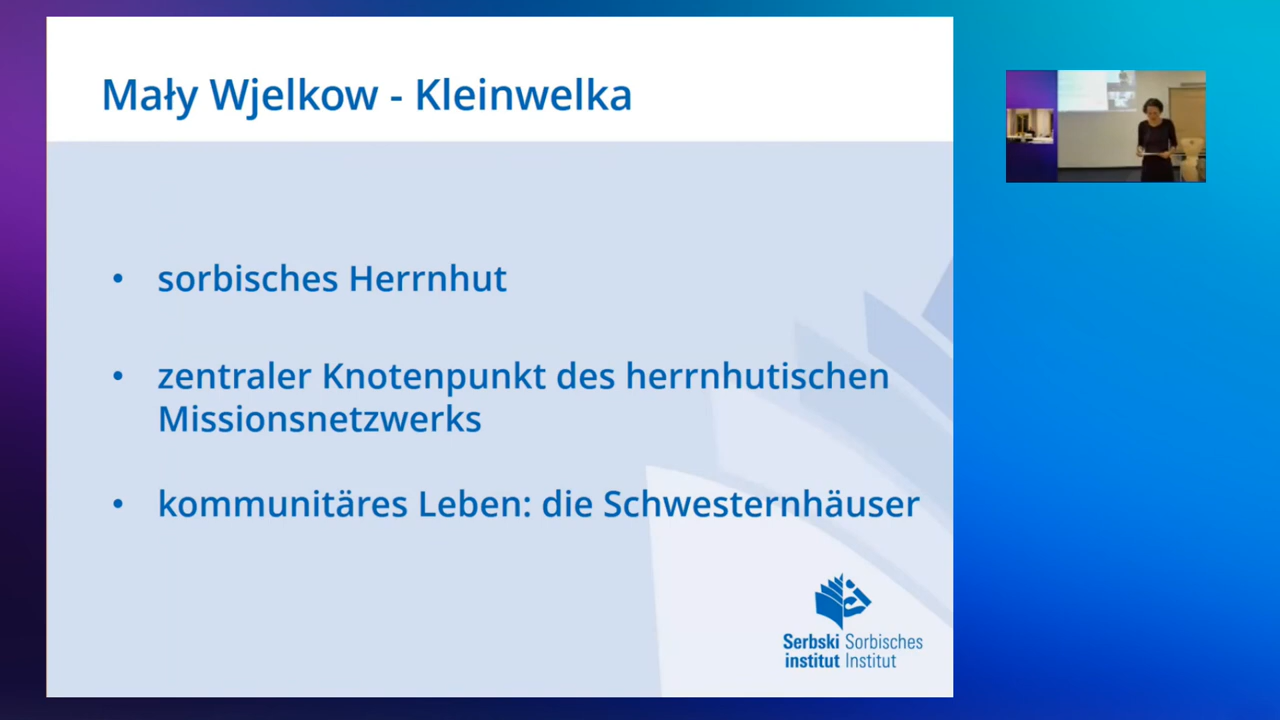 Mały Wjelkow - Kleinwelka
• sorbisches Herrnhut
• zentraler Knotenpunkt des herrnhutischen
Missionsnetzwerks
• kommunitäres Leben: die Schwesternhäuser
Serbski Sorbisches
institut Institut